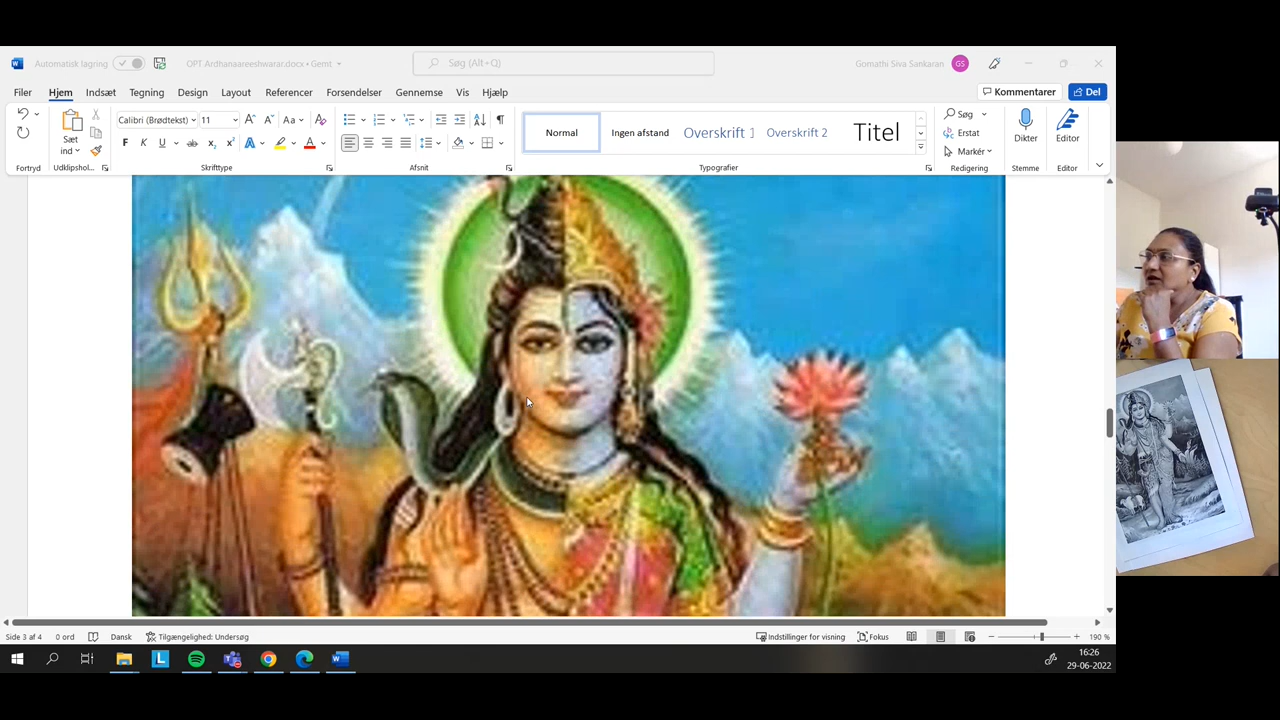 Automatisk lagring
OPT Ardhanaareeshwarar.docx • Gemt
Søg (Alt+Q)
Gomathi Siva Sankaran GS
Filer Hjem Indsæt Tegning Design Layout Referencer Forsendelser Gennemse Vis Hjælp
Kommentarer Del
Sæt ind
Calibri (Brødtekst) 11
Normal Ingen afstand Overskrift 1 Overskrift 2 Titel
Søg
Erstat
Markér
Dikter
Editor
Fortryd Udklipshol... Skrifttype Afsnit Typografier Redigering Stemme Editor
Side 3 af 4 0 ord Dansk Tilgængelighed: Undersøg Indstillinger for visning Fokus 190 %
16:26
29-06-2022